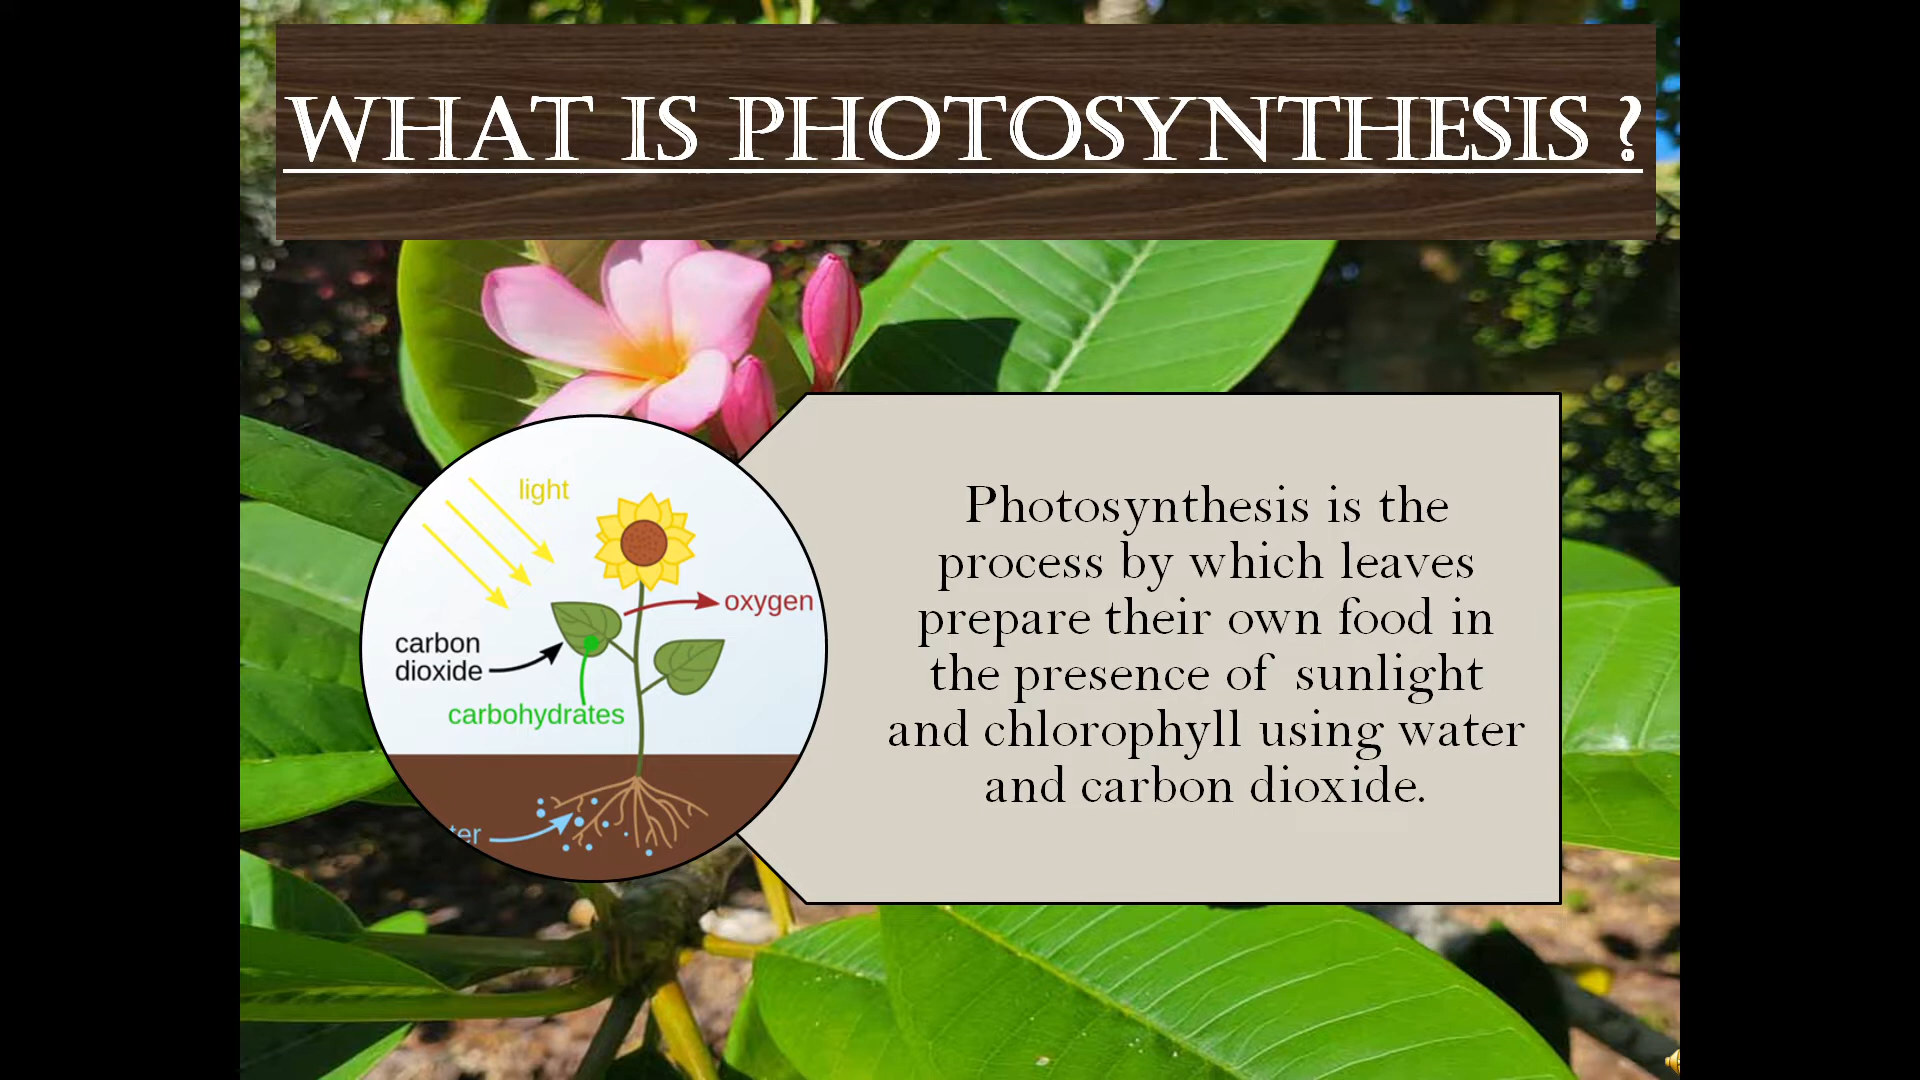 WHAT IS PHOTOSYNTHESIS ?
light
oxygen
carbon
dioxide
carbohydrates
ter
Photosynthesis is the
process by which leaves
prepare their own food in
the presence of  sunlight
and chlorophyll using water
and carbon dioxide.